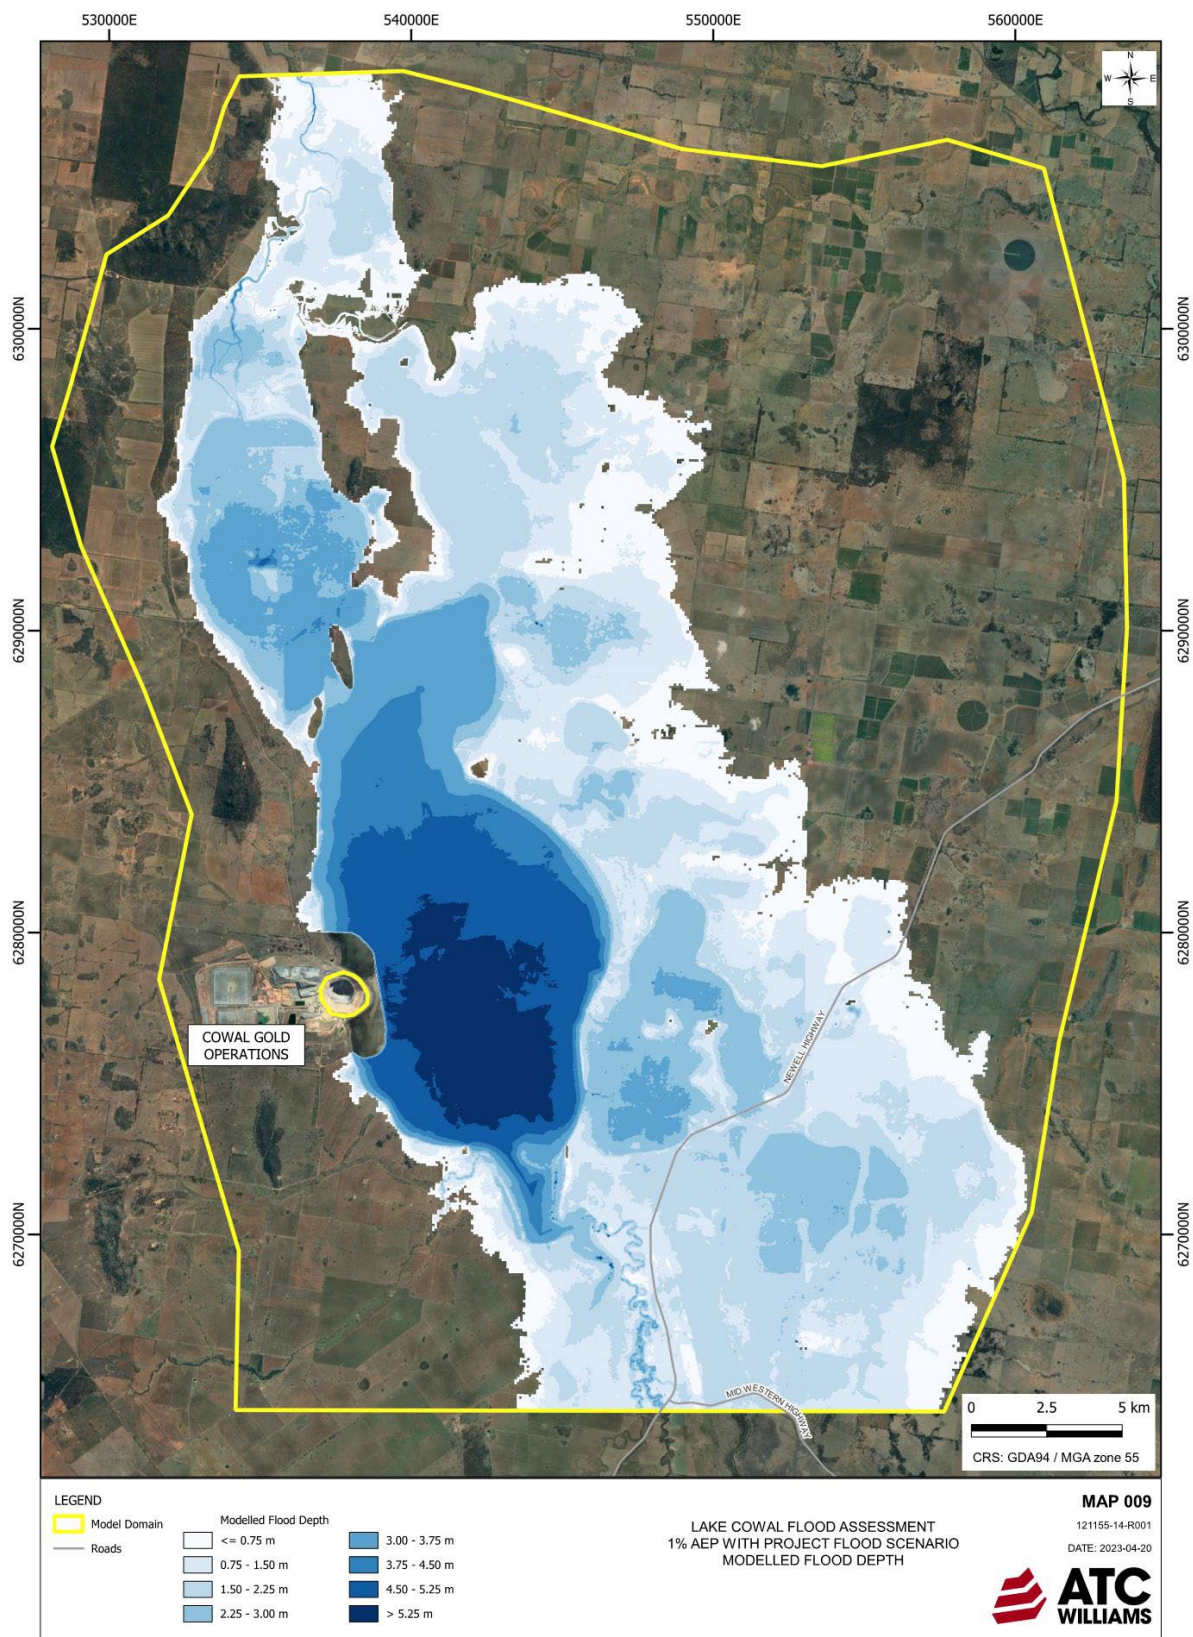 530000E 540000E 550000E 560000E
N
W E
S
6300000N 6300000N
6290000N 6290000N
6280000N 6280000N
COWAL GOLD
OPERATIONS
NEWELL HIGHWAY
6270000N 6270000N
MID WESTERN HIGHWAY
0 2.5 5 km
CRS: GDA94 / MGA zone 55
LEGEND
Model Domain
Roads
Modelled Flood Depth
<= 0.75 m
0.75 - 1.50 m
1.50 - 2.25 m
2.25 - 3.00 m
3.00 - 3.75 m
3.75 - 4.50 m
4.50 - 5.25 m
> 5.25 m
LAKE COWAL FLOOD ASSESSMENT
1% AEP WITH PROJECT FLOOD SCENARIO
MODELLED FLOOD DEPTH
MAP 009
121155-14-R001
DATE: 2023-04-20
ATC
WILLIAMS